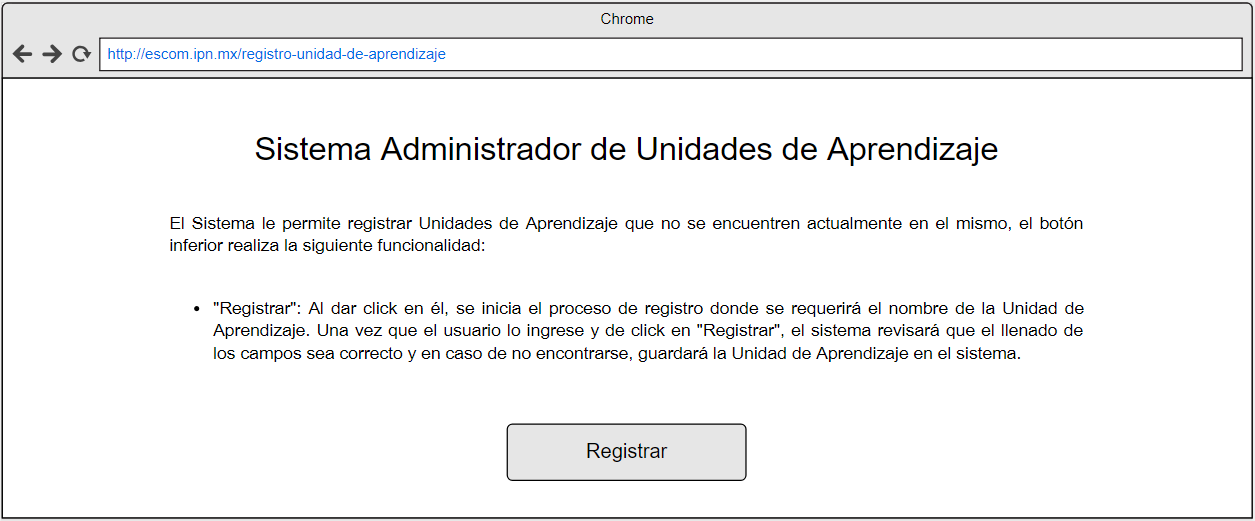 Chrome
http://escom.ipn.mx/registro-unidad-de-aprendizaje
Sistema Administrador de Unidades de Aprendizaje
El Sistema le permite registrar Unidades de Aprendizaje que no se encuentren actualmente en el mismo, el botón
inferior realiza la siguiente funcionalidad:
• "Registrar": Al dar click en él, se inicia el proceso de registro donde se requerirá el nombre de la Unidad de
Aprendizaje. Una vez que el usuario lo ingrese y de click en "Registrar", el sistema revisará que el llenado de
los campos sea correcto y en caso de no encontrarse, guardará la Unidad de Aprendizaje en el sistema.
Registrar